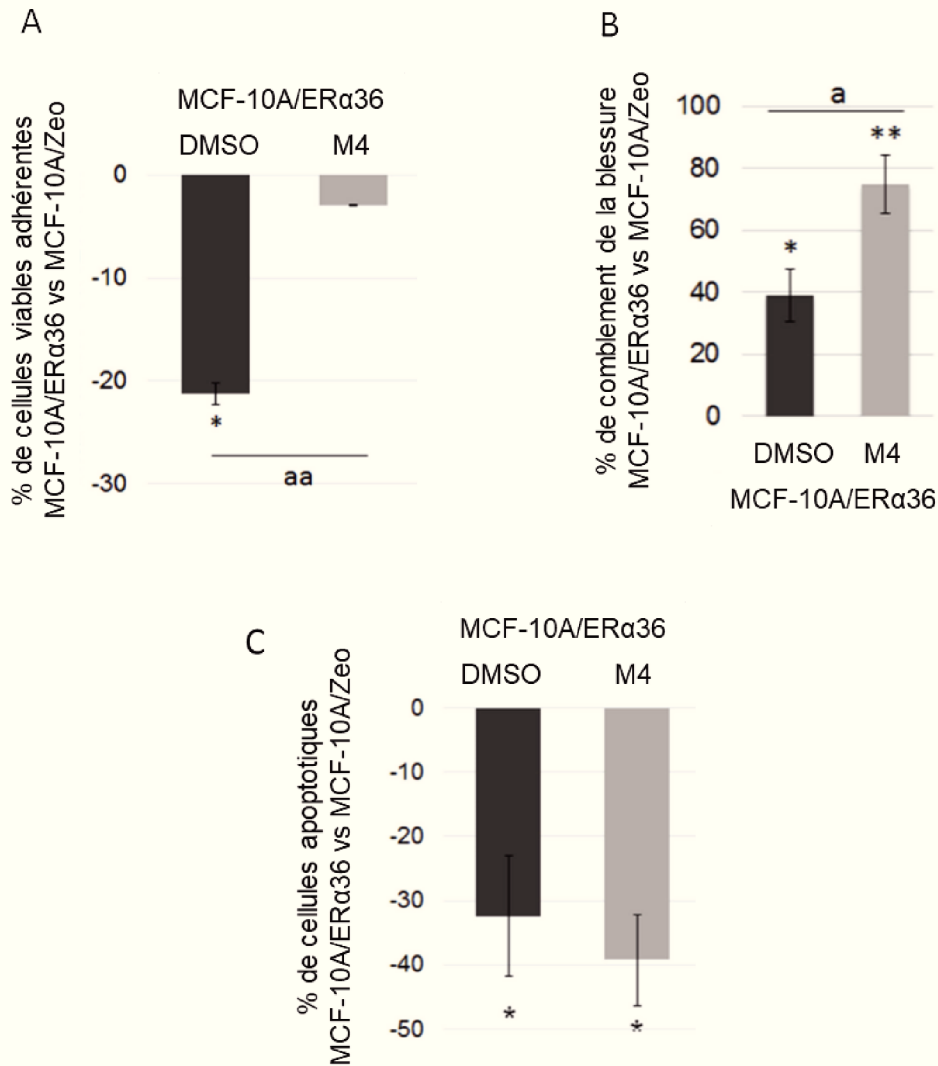 A
% de cellules viables adhérentes
MCF-10A/ERα36 vs MCF-10A/Zeo
MCF-10A/ERα36
DMSO M4
0
-10
-20
-30
*
aa
B
% de comblement de la blessure
MCF-10A/ERα36 vs MCF-10A/Zeo
100
80
60
40
20
0
a
*
**
DMSO M4
MCF-10A/ERα36
C
% de cellules apoptotiques
MCF-10A/ERα36 vs MCF-10A/Zeo
MCF-10A/ERα36
DMSO M4
0
-10
-20
-30
-40
-50
* *